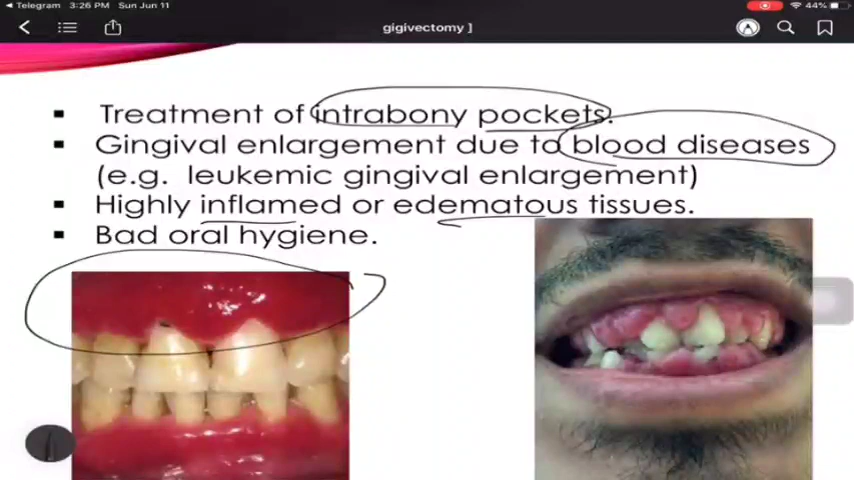 Telegram 3:26 PM Sun Jun 11 44%
gigivectomy ]
▪ Treatment of intrabony pockets.
▪ Gingival enlargement due to blood diseases
(e.g. leukemic gingival enlargement)
▪ Highly inflamed or edematous tissues.
▪ Bad oral hygiene.